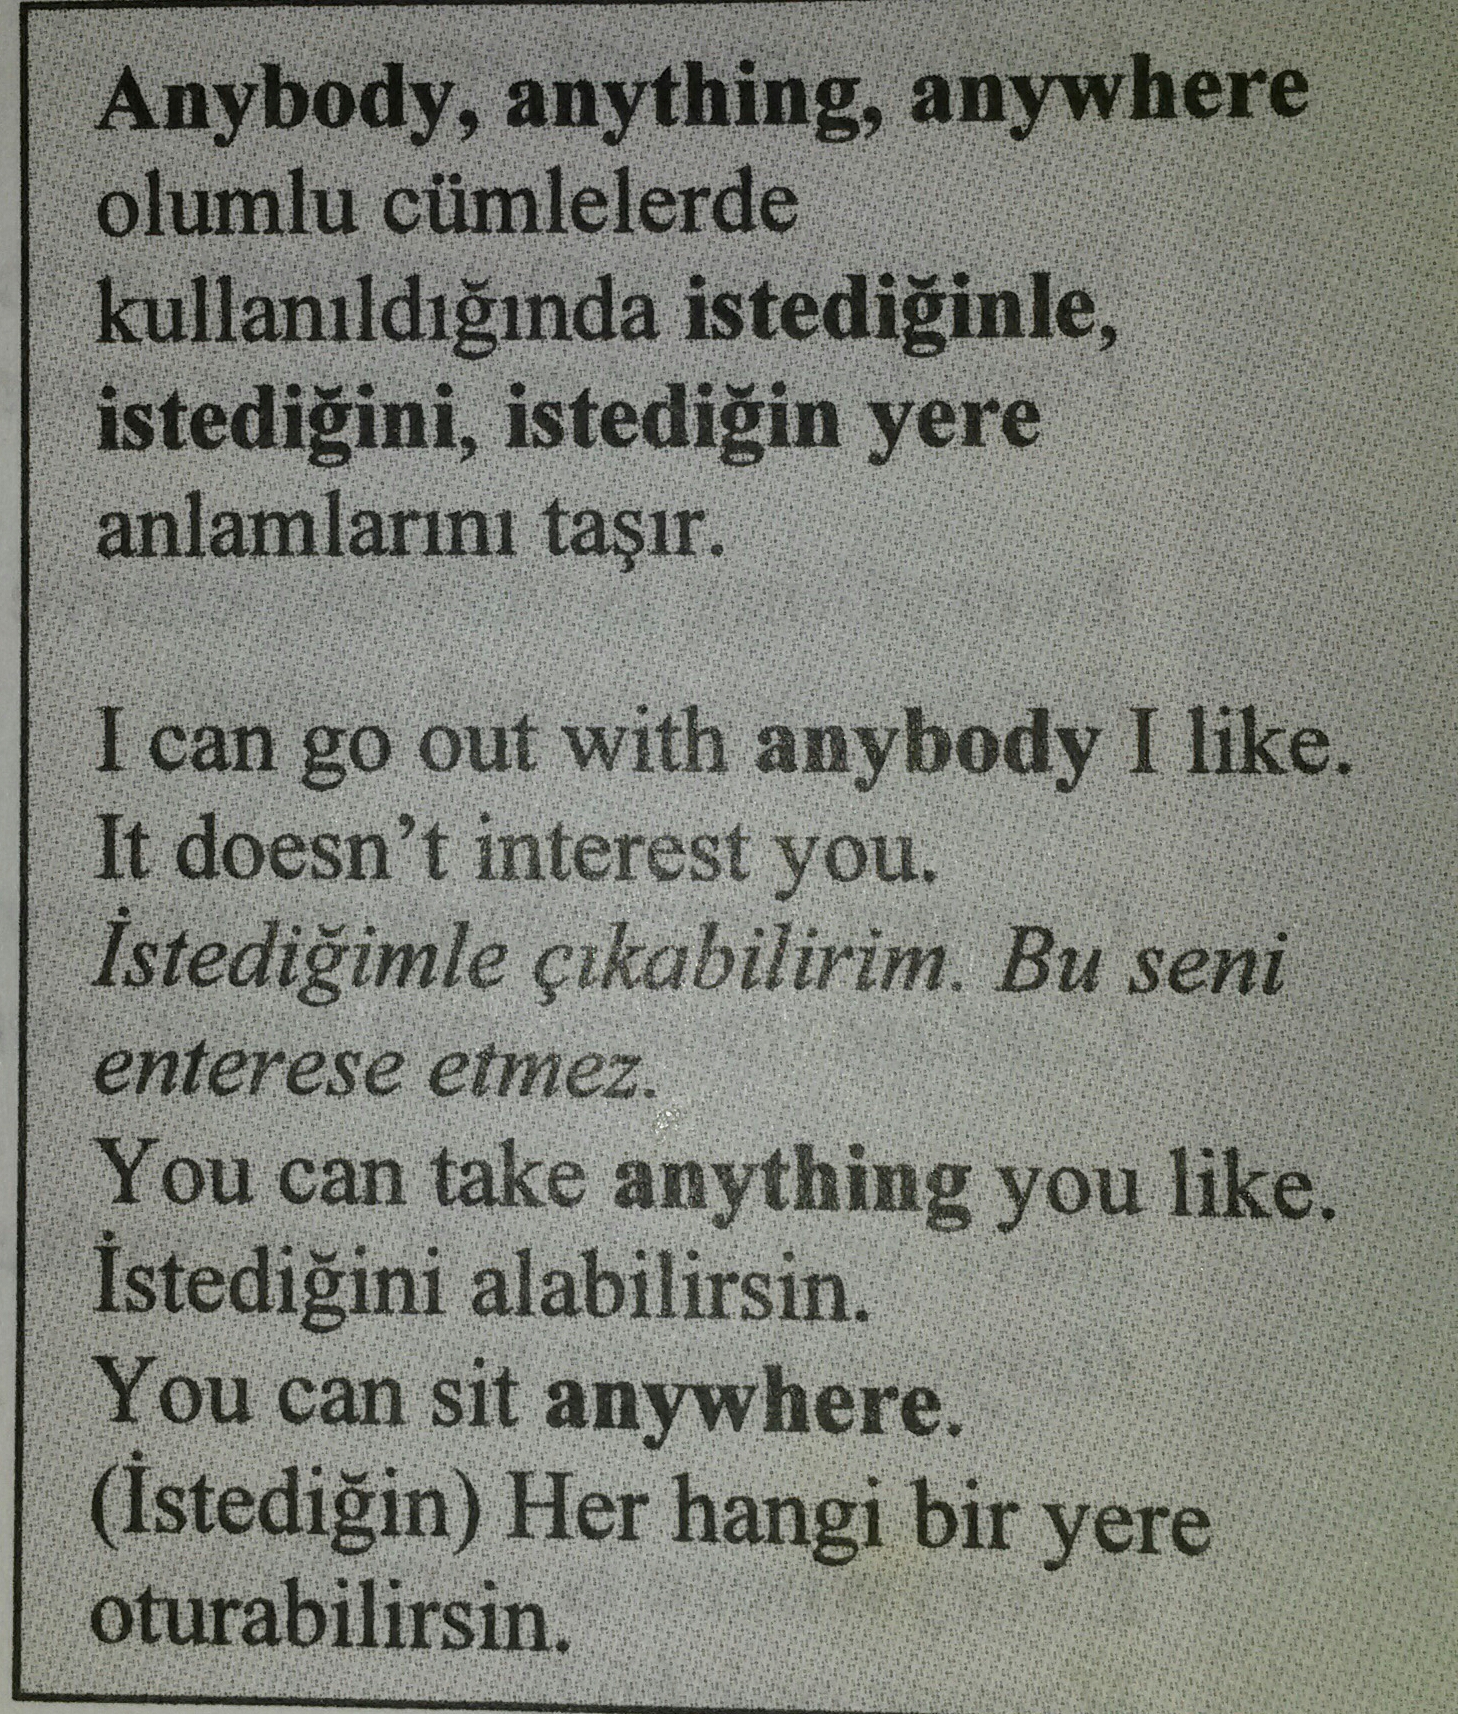 Anybody, anything, anywhere
olumlu cümlelerde
kullanıldığında istediğinle,
istediğini, istediğin yere
anlamlarını taşır.
I can go out with anybody I like.
It doesn't interest you.
İstediğimle çıkabilirim. Bu seni
enterese etmez.
You can take anything you like.
İstediğini alabilirsin.
You can sit anywhere.
(İstediğin) Her hangi bir yere
oturabilirsin.